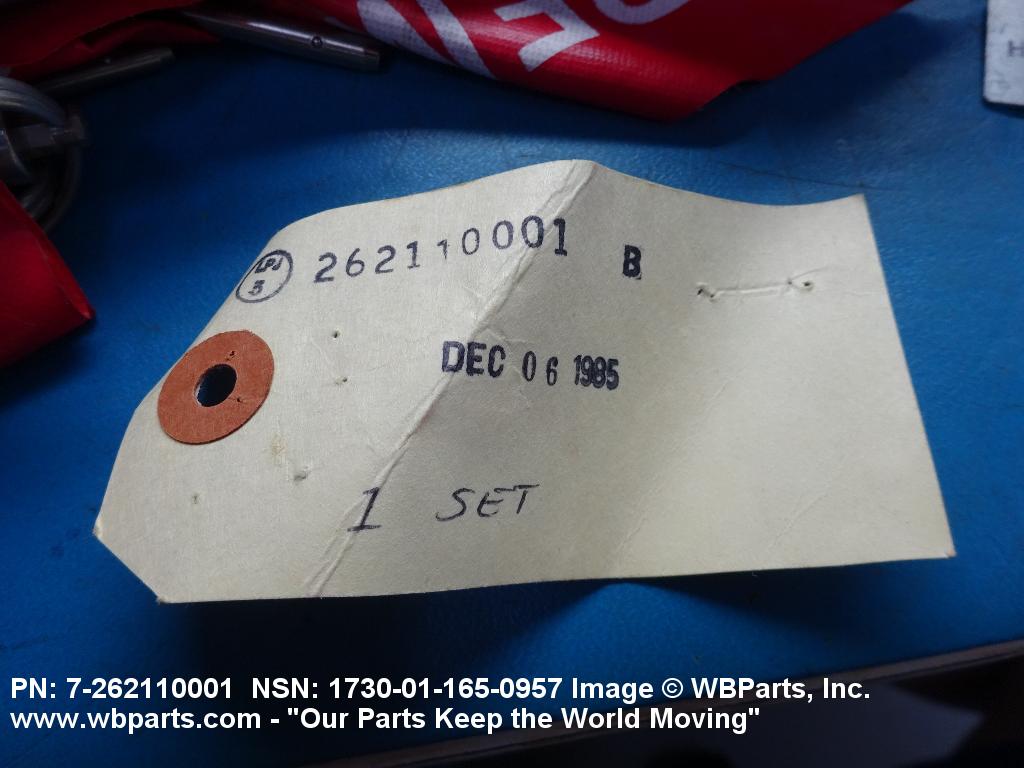 LPJ
5
262110001 B
DEC 06 1985
1 SET
PN: 7-262110001 NSN: 1730-01-165-0957 Image © WBParts, Inc.
www.wbparts.com - "Our Parts Keep the World Moving"